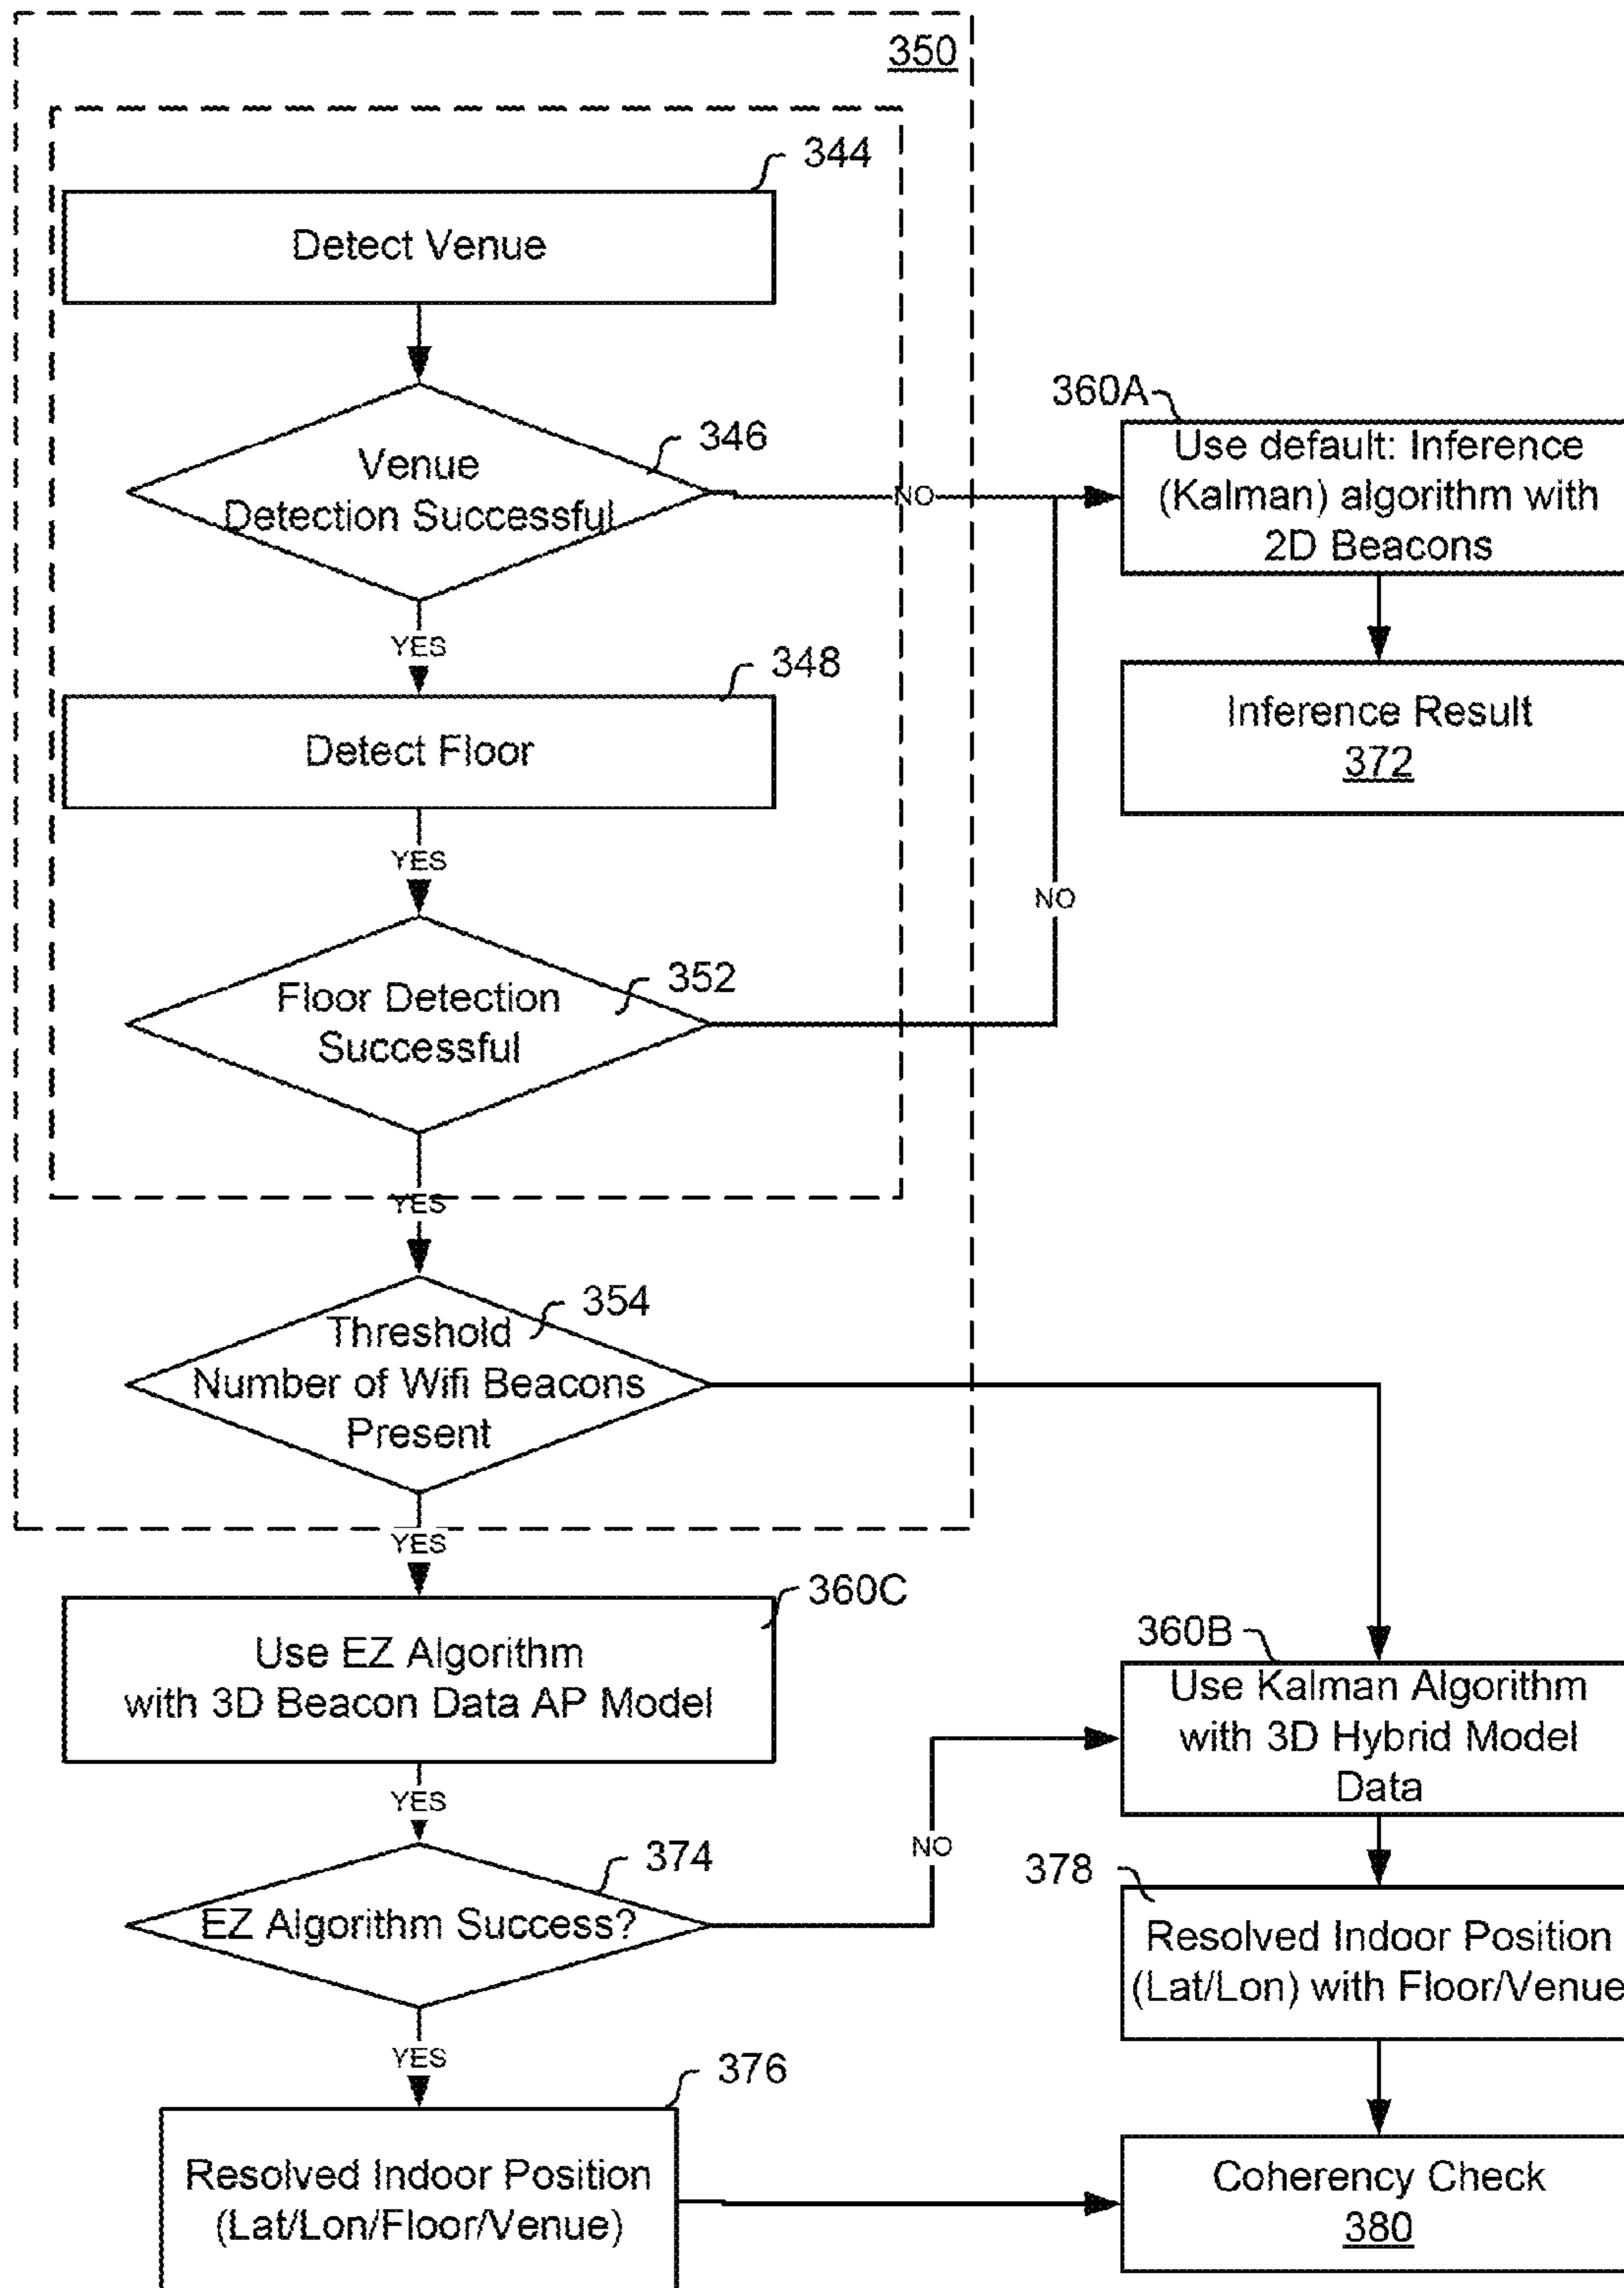 350
344
Detect Venue
346
Venue
Detection Successful
NO
360A
Use default: Inference
(Kalman) algorithm with
2D Beacons
YES
348
Detect Floor
Inference Result
372
YES
NO
352
Floor Detection
Successful
YES
354
Threshold
Number of Wifi Beacons
Present
YES
360C
Use EZ Algorithm
with 3D Beacon Data AP Model
360B
Use Kalman Algorithm
with 3D Hybrid Model
Data
YES
NO
374
EZ Algorithm Success?
378
Resolved Indoor Position
(Lat/Lon) with Floor/Venue
YES
376
Resolved Indoor Position
(Lat/Lon/Floor/Venue)
Coherency Check
380